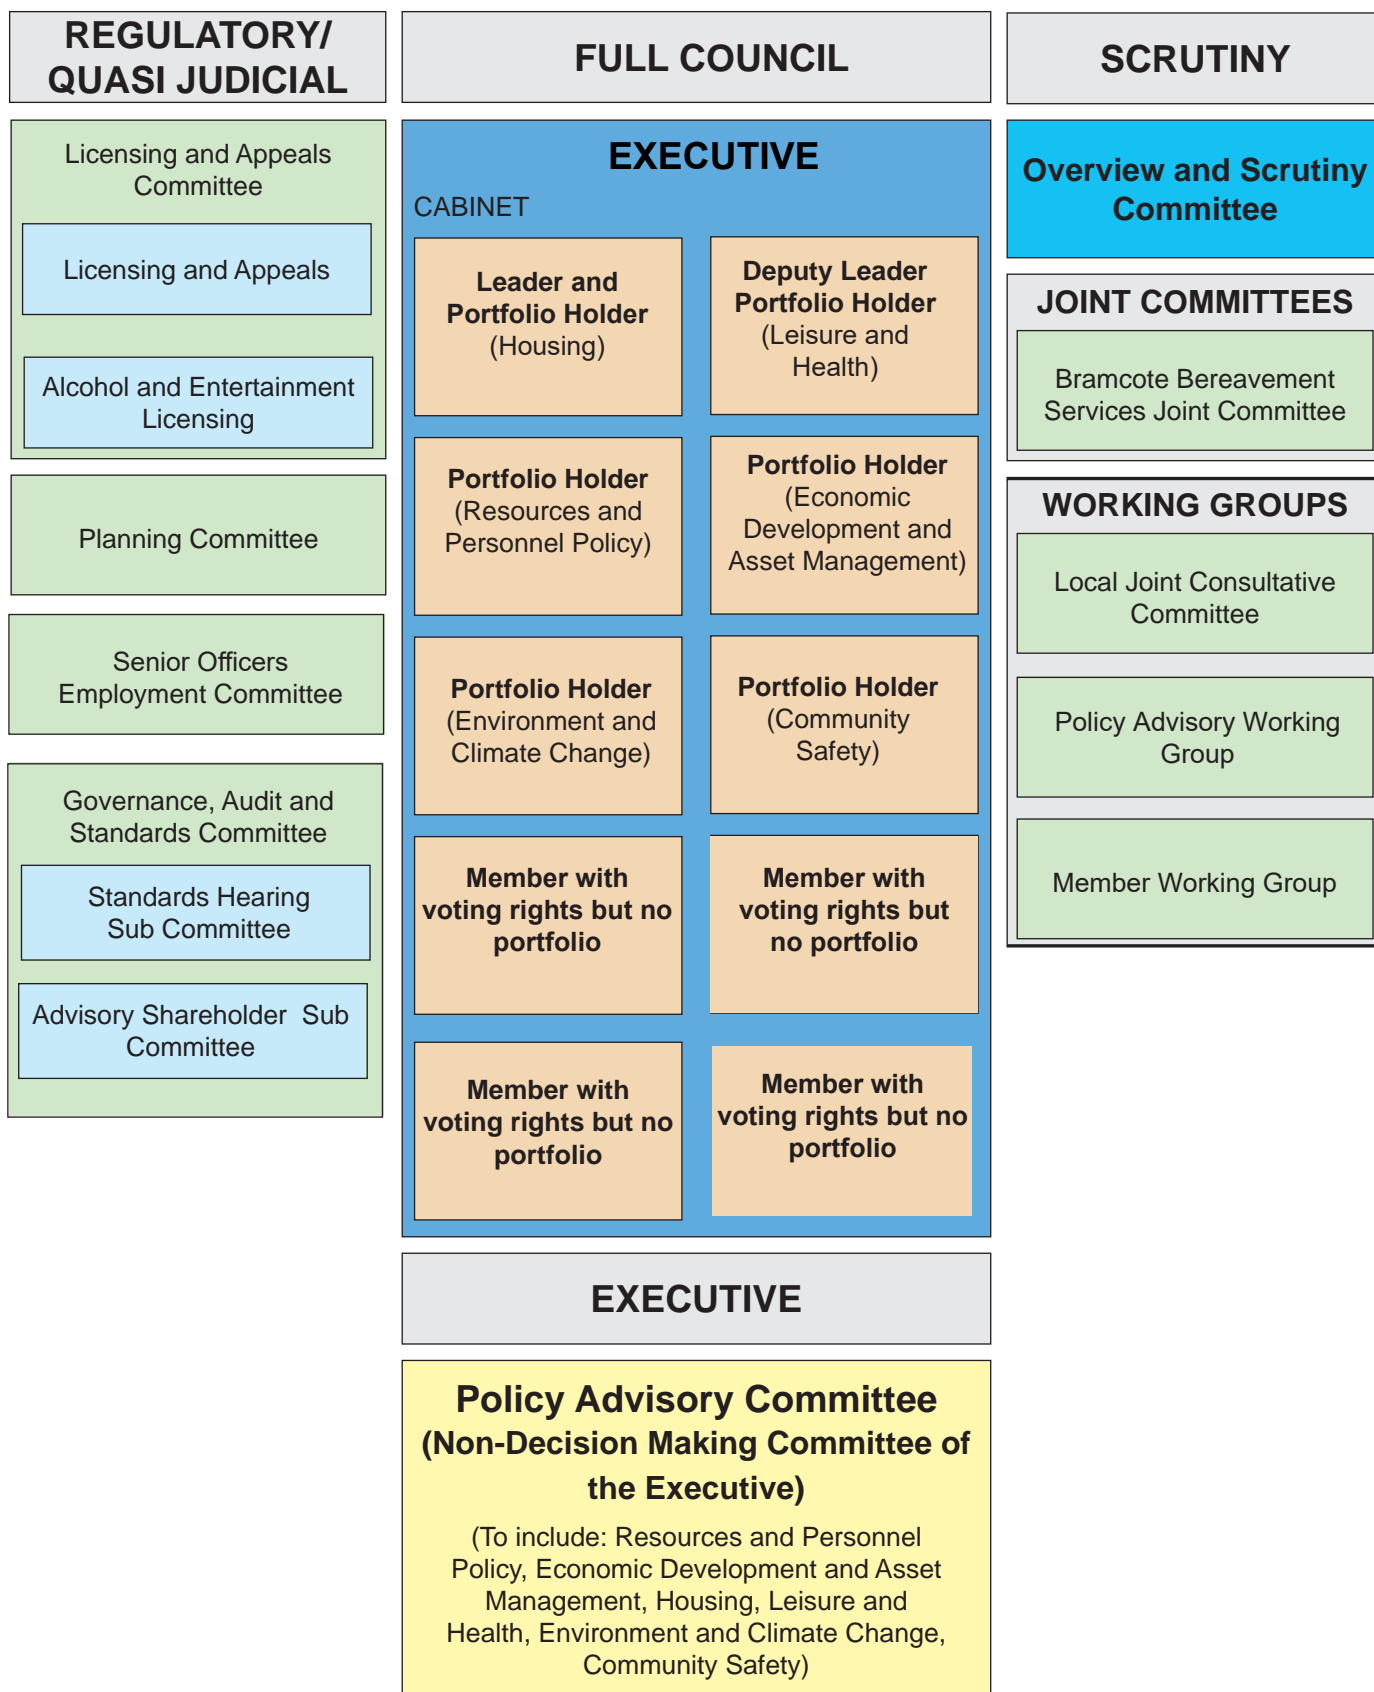 REGULATORY/
QUASI JUDICIAL
Licensing and Appeals
Committee
Licensing and Appeals
Alcohol and Entertainment
Licensing
Planning Committee
Senior Officers
Employment Committee
Governance, Audit and
Standards Committee
Standards Hearing
Sub Committee
Advisory Shareholder Sub
Committee
FULL COUNCIL
EXECUTIVE
CABINET
Leader and
Portfolio Holder
(Housing)
Deputy Leader
Portfolio Holder
(Leisure and
Health)
Portfolio Holder
(Resources and
Personnel Policy)
Portfolio Holder
(Economic
Development and
Asset Management)
Portfolio Holder
(Environment and
Climate Change)
Portfolio Holder
(Community
Safety)
Member with
voting rights but no
portfolio
Member with
voting rights but
no portfolio
Member with
voting rights but no
portfolio
Member with
voting rights but no
portfolio
EXECUTIVE
Policy Advisory Committee
(Non-Decision Making Committee of
the Executive)
(To include: Resources and Personnel
Policy, Economic Development and Asset
Management, Housing, Leisure and
Health, Environment and Climate Change,
Community Safety)
SCRUTINY
Overview and Scrutiny
Committee
JOINT COMMITTEES
Bramcote Bereavement
Services Joint Committee
WORKING GROUPS
Local Joint Consultative
Committee
Policy Advisory Working
Group
Member Working Group